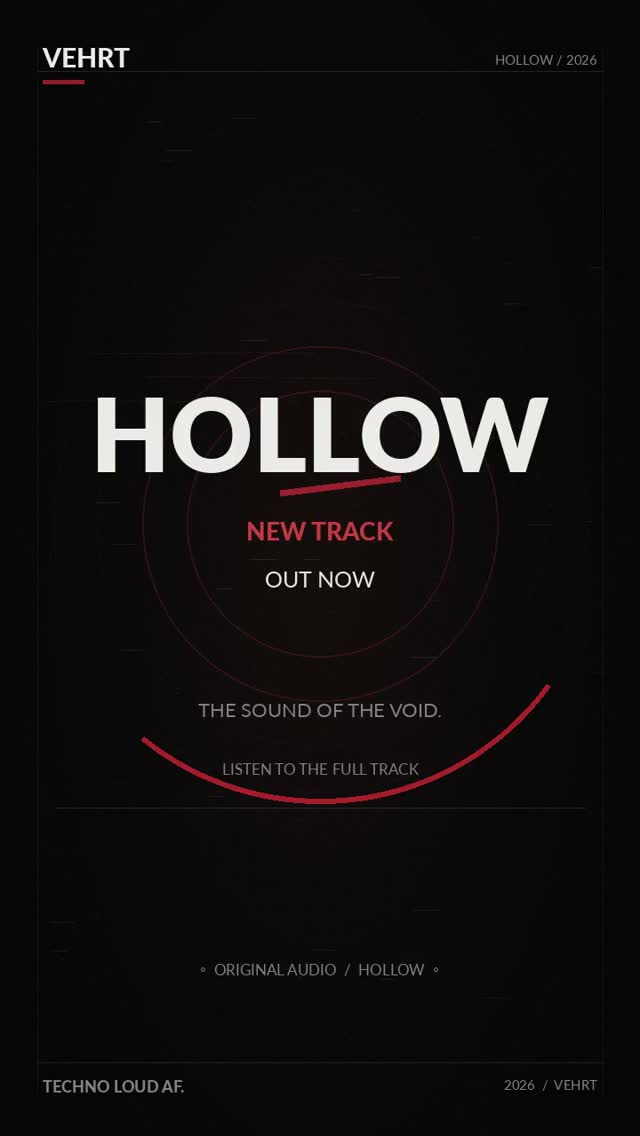 VEHRT
HOLLOW / 2026
HOLLOW
NEW TRACK
OUT NOW
THE SOUND OF THE VOID.
LISTEN TO THE FULL TRACK
◦ ORIGINAL AUDIO / HOLLOW ◦
TECHNO LOUD AF.
2026 / VEHRT